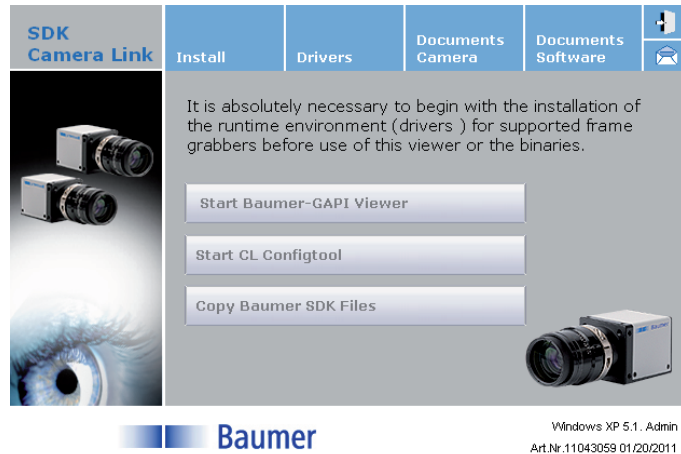 SDK
Camera Link
Install
Drivers
Documents
Camera
Documents
Software
It is absolutely necessary to begin with the installation of
the runtime environment (drivers ) for supported frame
grabbers before use of this viewer or the binaries.
Start Baumer-GAPI Viewer
Start CL Configtool
Copy Baumer SDK Files
Baumer
Baumer
Windows XP 5.1. Admin
Art.Nr.11043059 01/20/2011